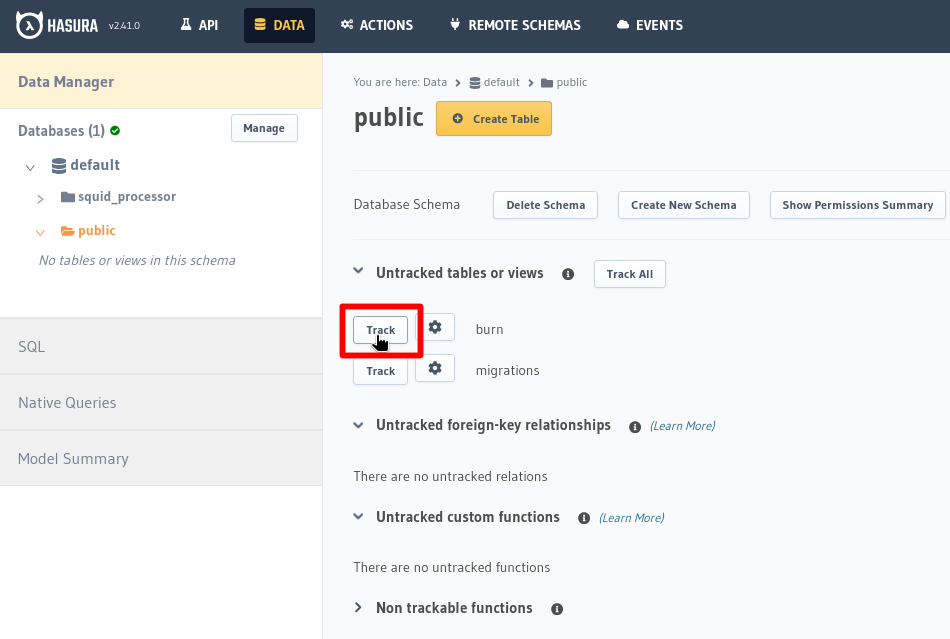 HASURA v2.41.0 API DATA ACTIONS REMOTE SCHEMAS EVENTS
Data Manager
Databases (1) Manage
default
squid_processor
public
No tables or views in this schema
SQL
Native Queries
Model Summary
You are here: Data > default > public
public Create Table
Database Schema Delete Schema Create New Schema Show Permissions Summary
Untracked tables or views Track All
Track burn
Track migrations
Untracked foreign-key relationships (Learn More)
There are no untracked relations
Untracked custom functions (Learn More)
There are no untracked functions
Non trackable functions